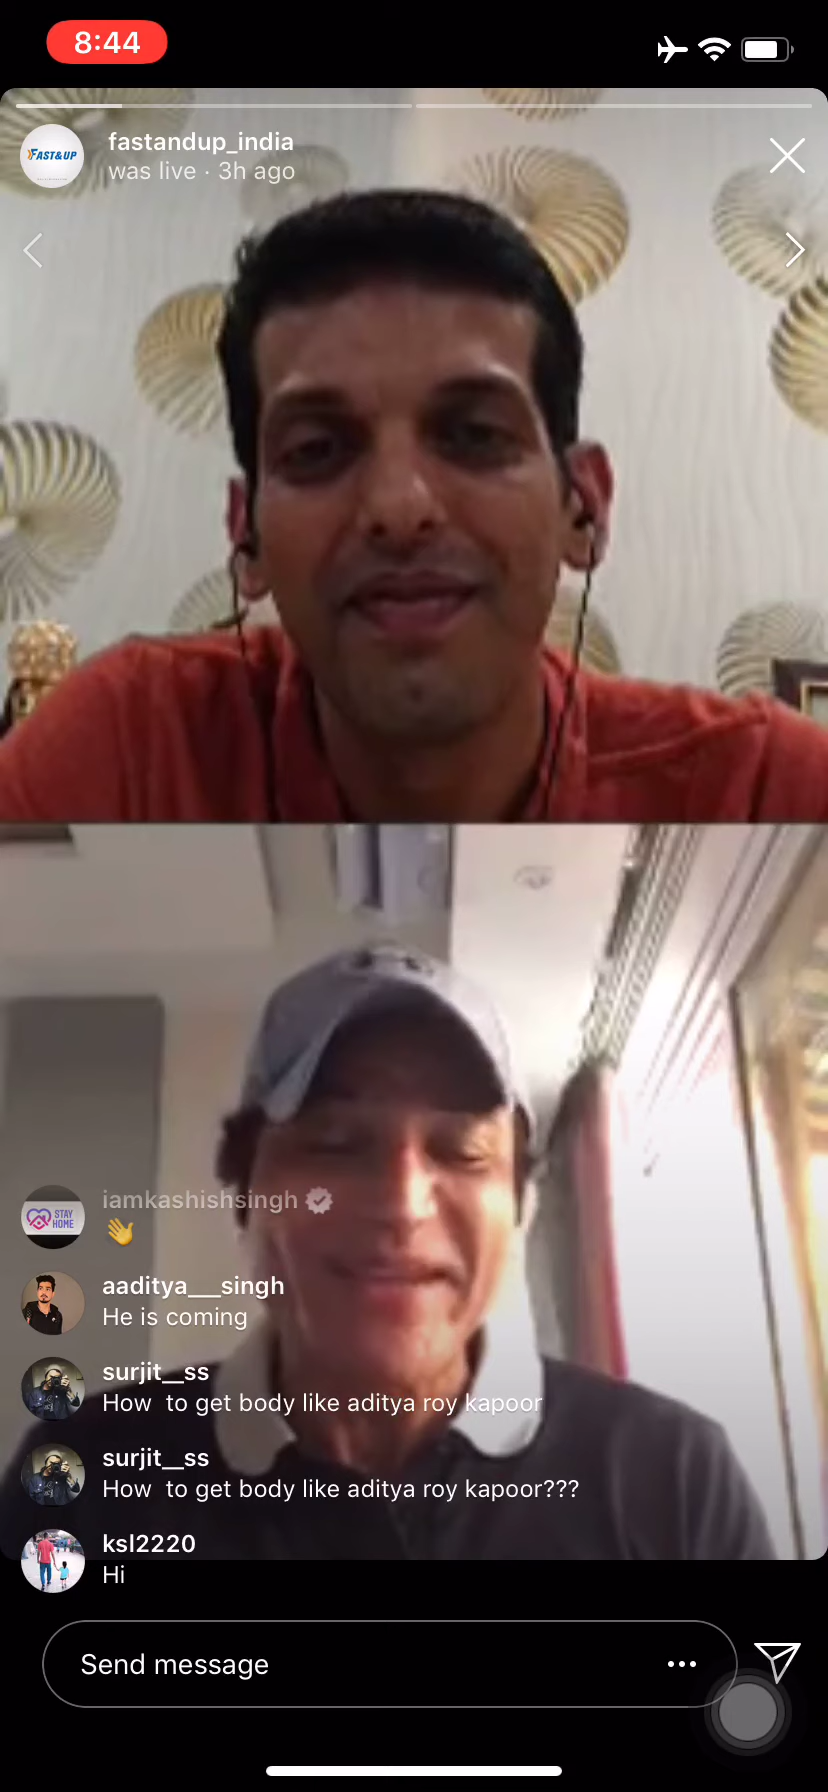 8:44
fastandup_india
FAST&UP
was live · 3h ago
iamkashishsingh
STAY
HOME
👋
aaditya___singh
He is coming
surjit__ss
How  to get body like aditya roy kapoor
surjit__ss
How  to get body like aditya roy kapoor???
ksl2220
Hi
Send message